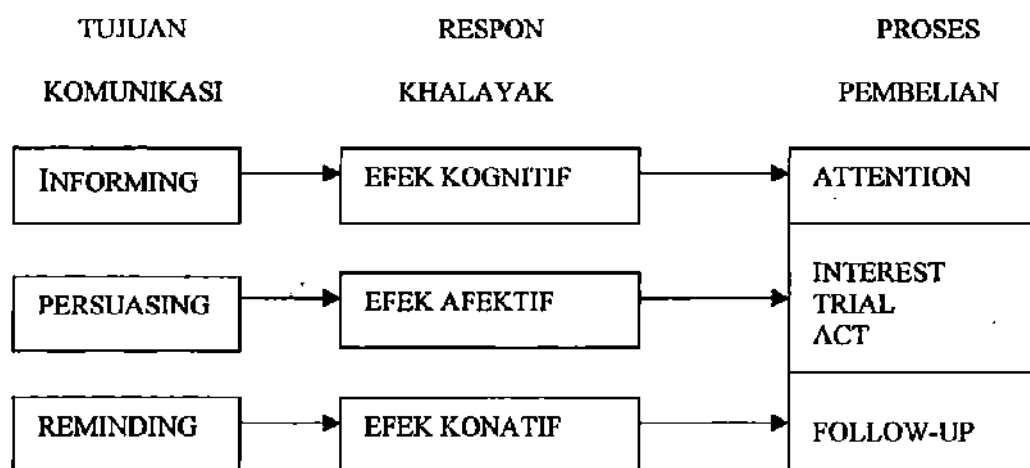 TUJUAN RESPON PROSES
KOMUNIKASI KHALAYAK PEMBELIAN
INFORMING EFEK KOGNITIF ATTENTION
PERSUASING EFEK AFEKTIF INTEREST
TRIAL
ACT
REMINDING EFEK KONATIF FOLLOW-UP